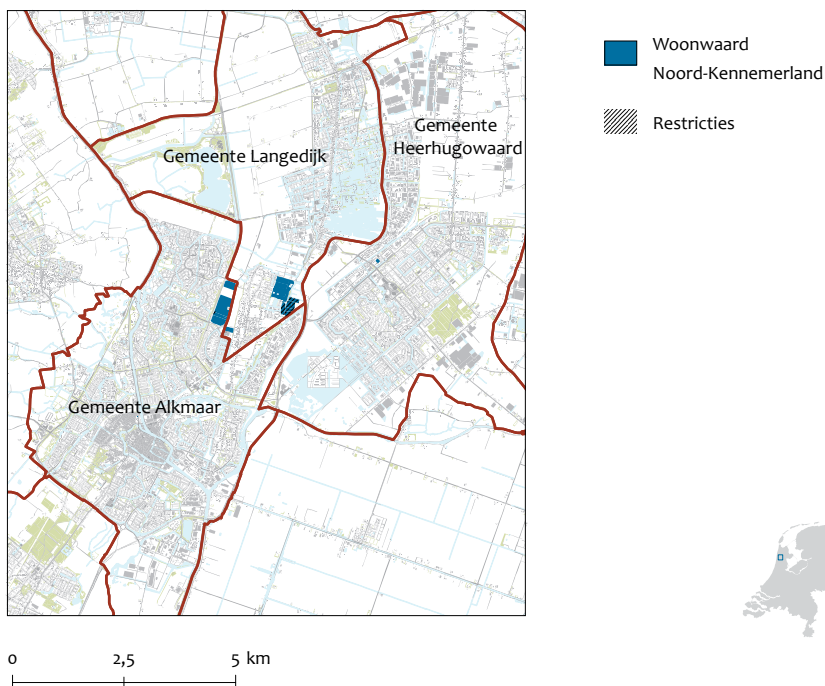 Woonwaard
Noord-Kennemerland
Restricties
Gemeente
Heerhugowaard
Gemeente Langedijk
Gemeente Alkmaar
0 2,5 5 km